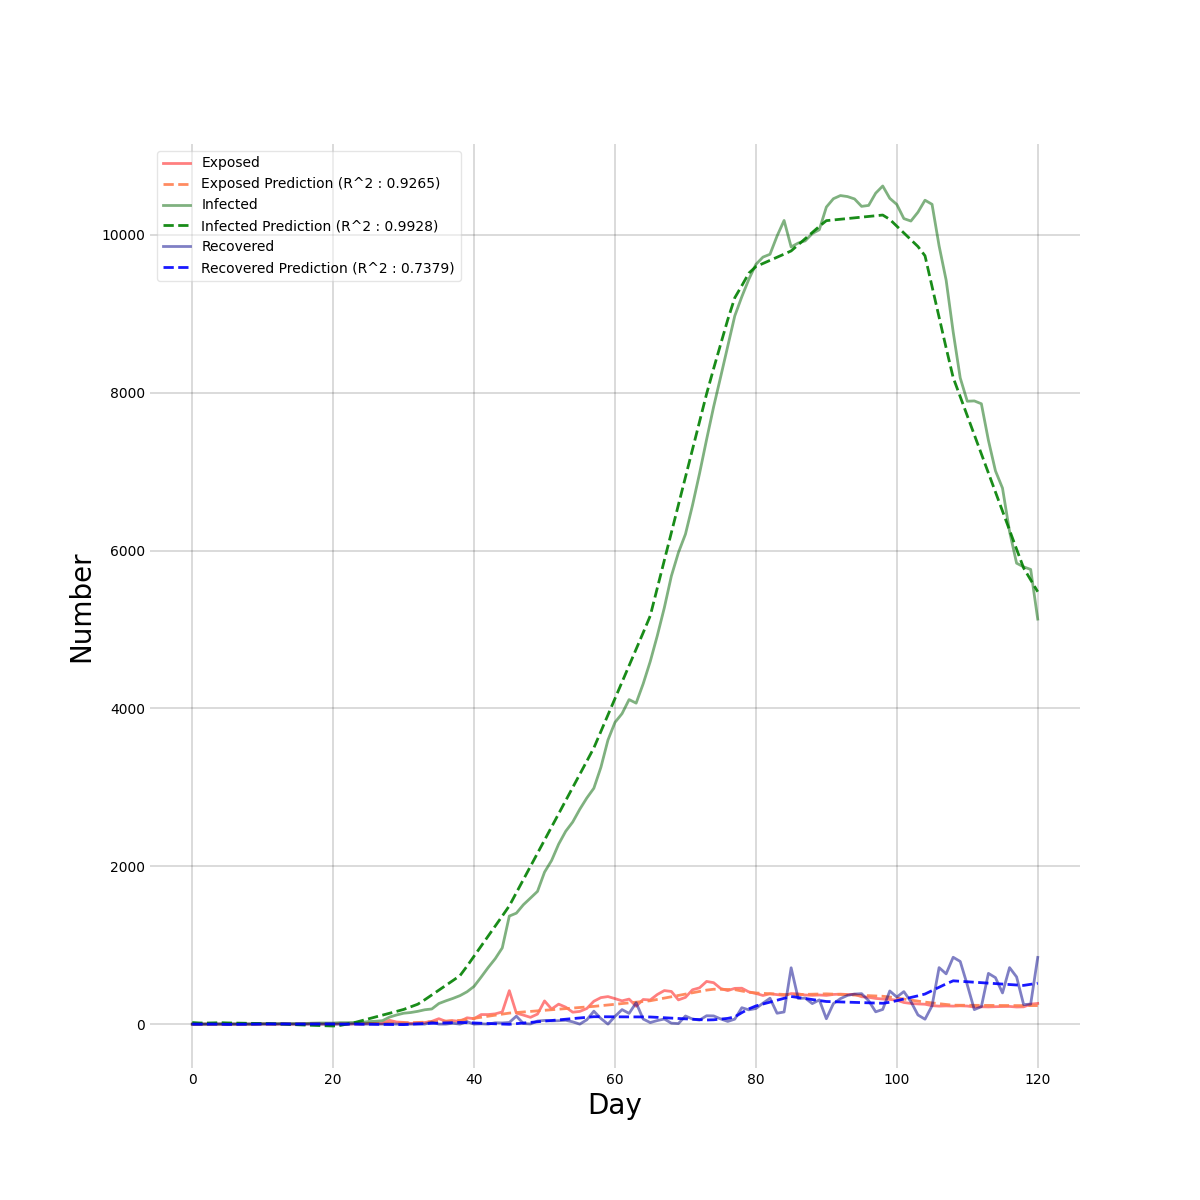 Exposed
Exposed Prediction (R^2 : 0.9265)
Infected
Infected Prediction (R^2 : 0.9928)
Recovered
Recovered Prediction (R^2 : 0.7379)
10000
8000
6000
4000
2000
0
Number
0 20 40 60 80 100 120
Day